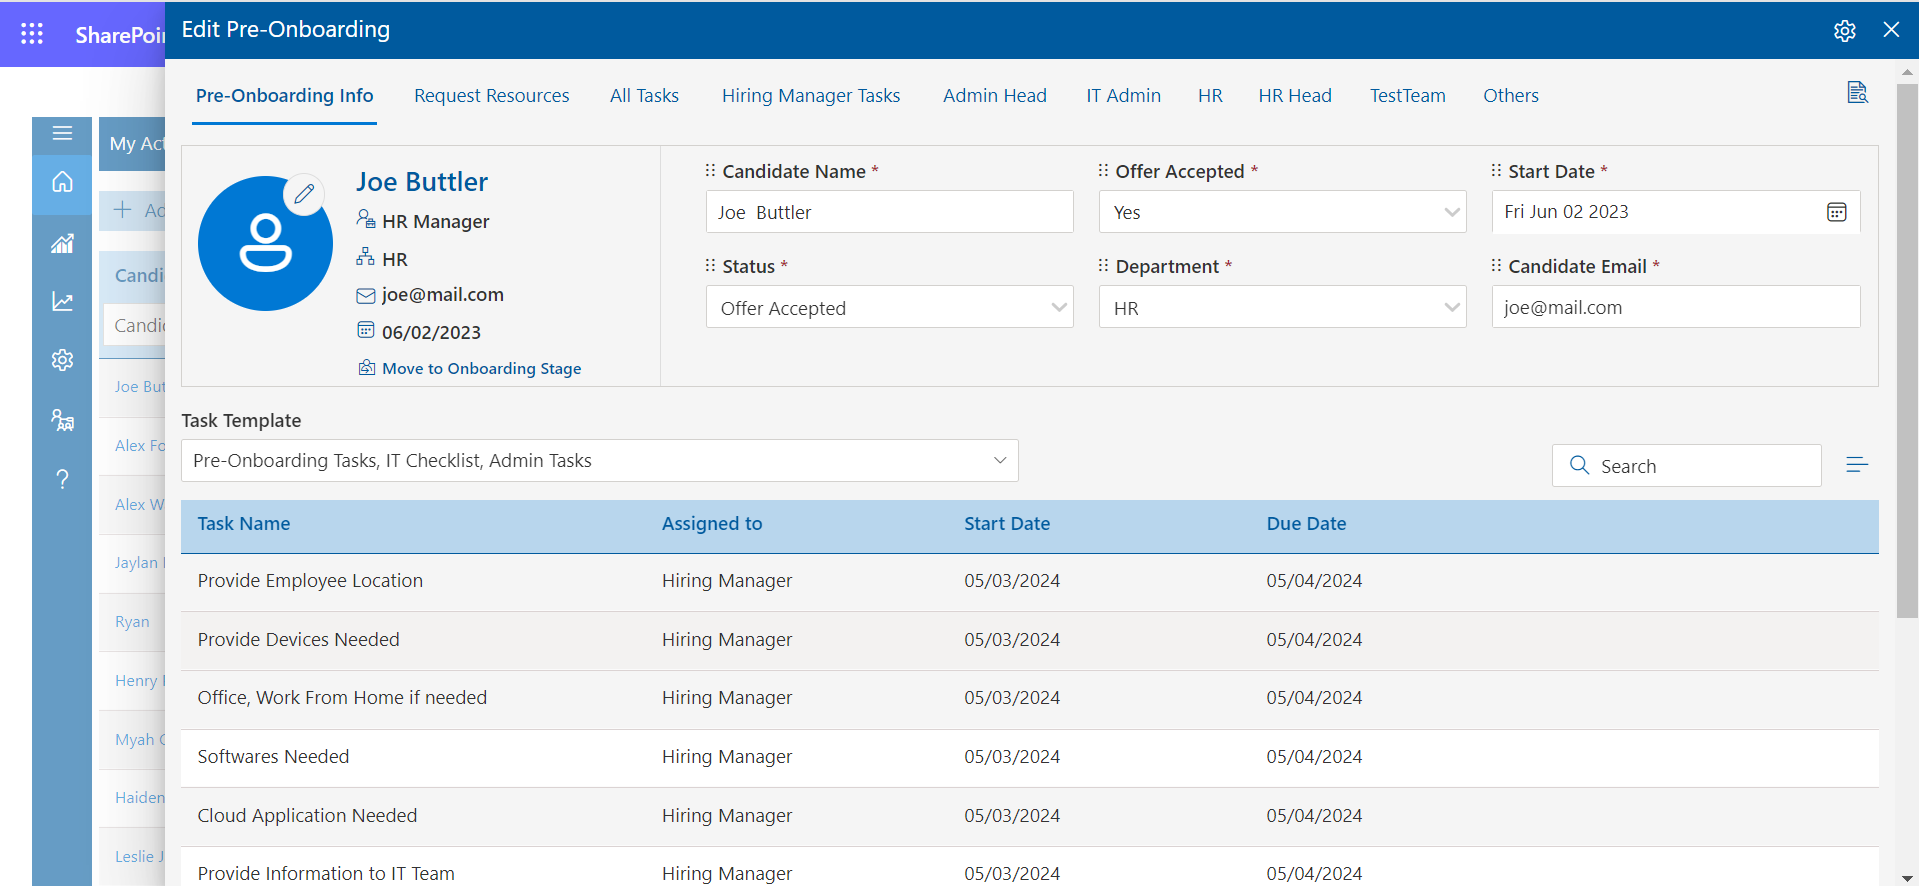 SharePoi
Edit Pre-Onboarding
Pre-Onboarding Info Request Resources All Tasks Hiring Manager Tasks Admin Head IT Admin HR HR Head TestTeam Others
My Act
Ad
Candi
Candi
Joe But
Alex Fo
Alex W
Jaylan
Ryan
Henry
Myah
Haiden
Leslie J
Joe Buttler
HR Manager
HR
joe@mail.com
06/02/2023
Move to Onboarding Stage
Candidate Name * Offer Accepted * Start Date *
Joe Buttler Yes Fri Jun 02 2023
Status * Department * Candidate Email *
Offer Accepted HR joe@mail.com
Task Template
Pre-Onboarding Tasks, IT Checklist, Admin Tasks
Search
Task Name Assigned to Start Date Due Date
Provide Employee Location Hiring Manager 05/03/2024 05/04/2024
Provide Devices Needed Hiring Manager 05/03/2024 05/04/2024
Office, Work From Home if needed Hiring Manager 05/03/2024 05/04/2024
Softwares Needed Hiring Manager 05/03/2024 05/04/2024
Cloud Application Needed Hiring Manager 05/03/2024 05/04/2024
Provide Information to IT Team Hiring Manager 05/03/2024 05/04/2024